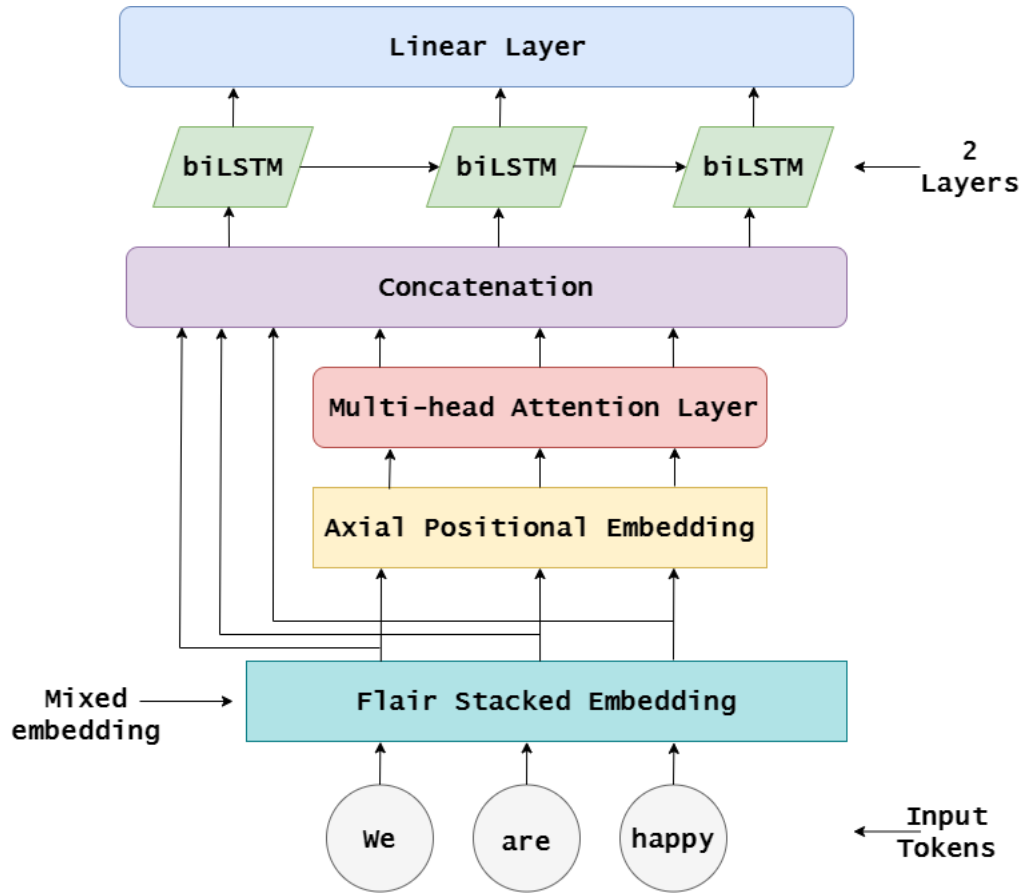 Linear Layer
biLSTM
biLSTM
biLSTM
2
Layers
Concatenation
Multi-head Attention Layer
Axial Positional Embedding
Mixed
embedding
Flair Stacked Embedding
We
are
happy
Input
Tokens